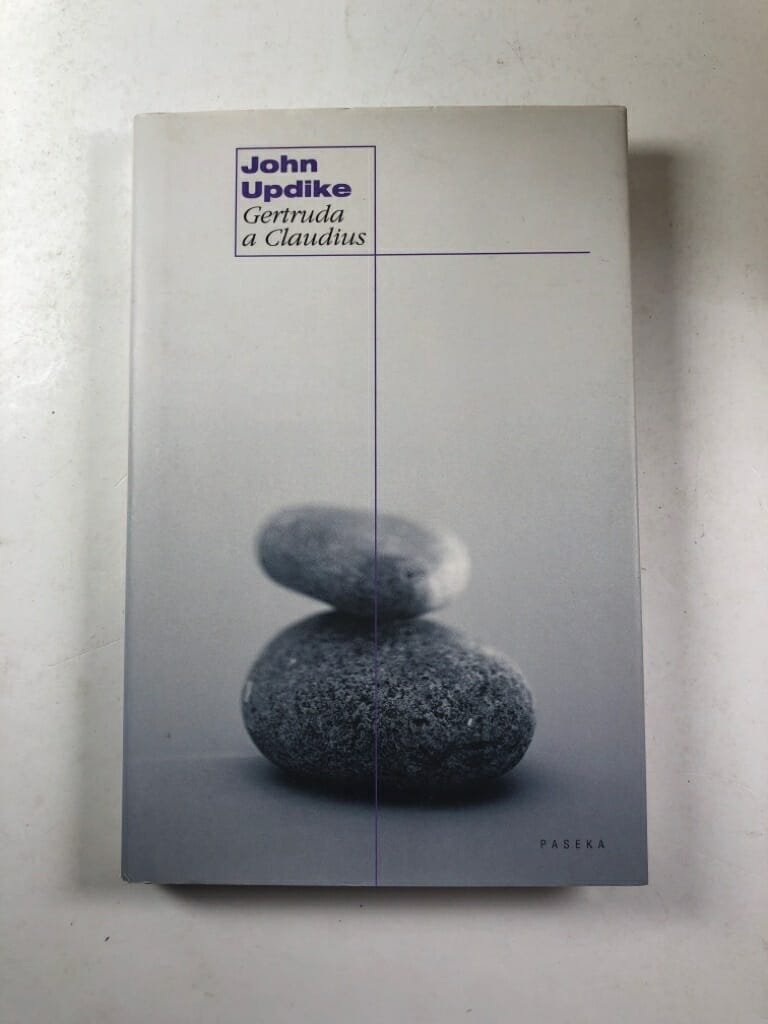 John
Updike
Gertruda
a Claudius
PASEKA